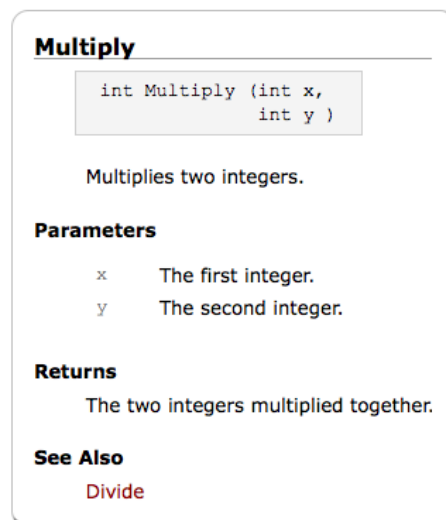 Multiply
int Multiply (int x,
int y )
Multiplies two integers.
Parameters
x The first integer.
y The second integer.
Returns
The two integers multiplied together.
See Also
Divide